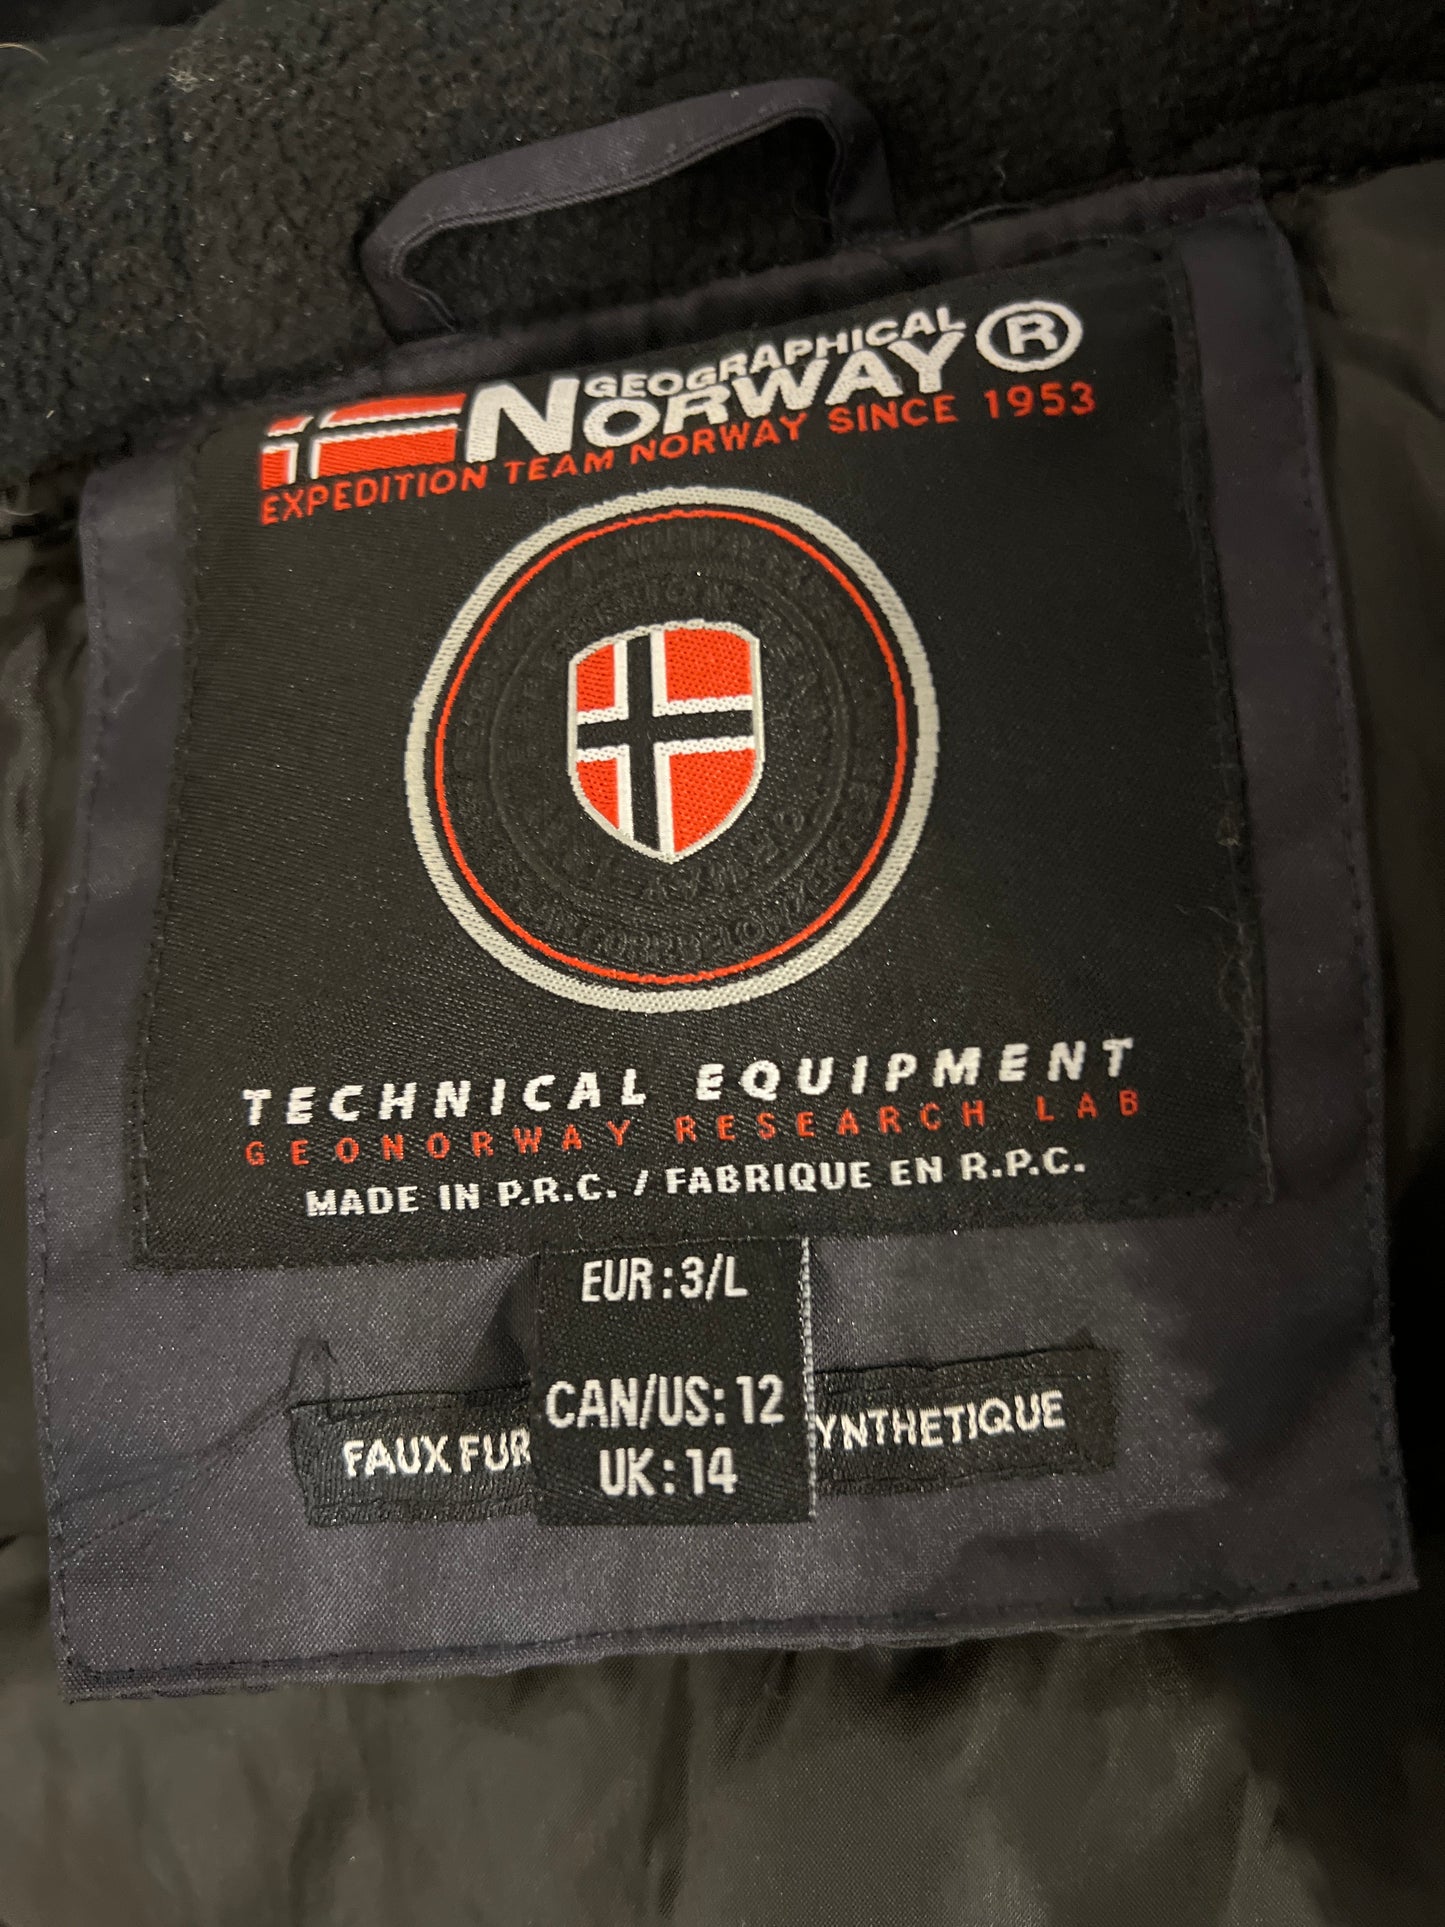 GEOGRAPHICAL
NORWAY ®
EXPEDITION TEAM NORWAY SINCE 1953
TECHNICAL EQUIPMENT
GEONORWAY RESEARCH LAB
MADE IN P.R.C. / FABRIQUE EN R.P.C.
EUR : 3/L
CAN/US: 12
UK : 14
FAUX FUR YNTHETIQUE